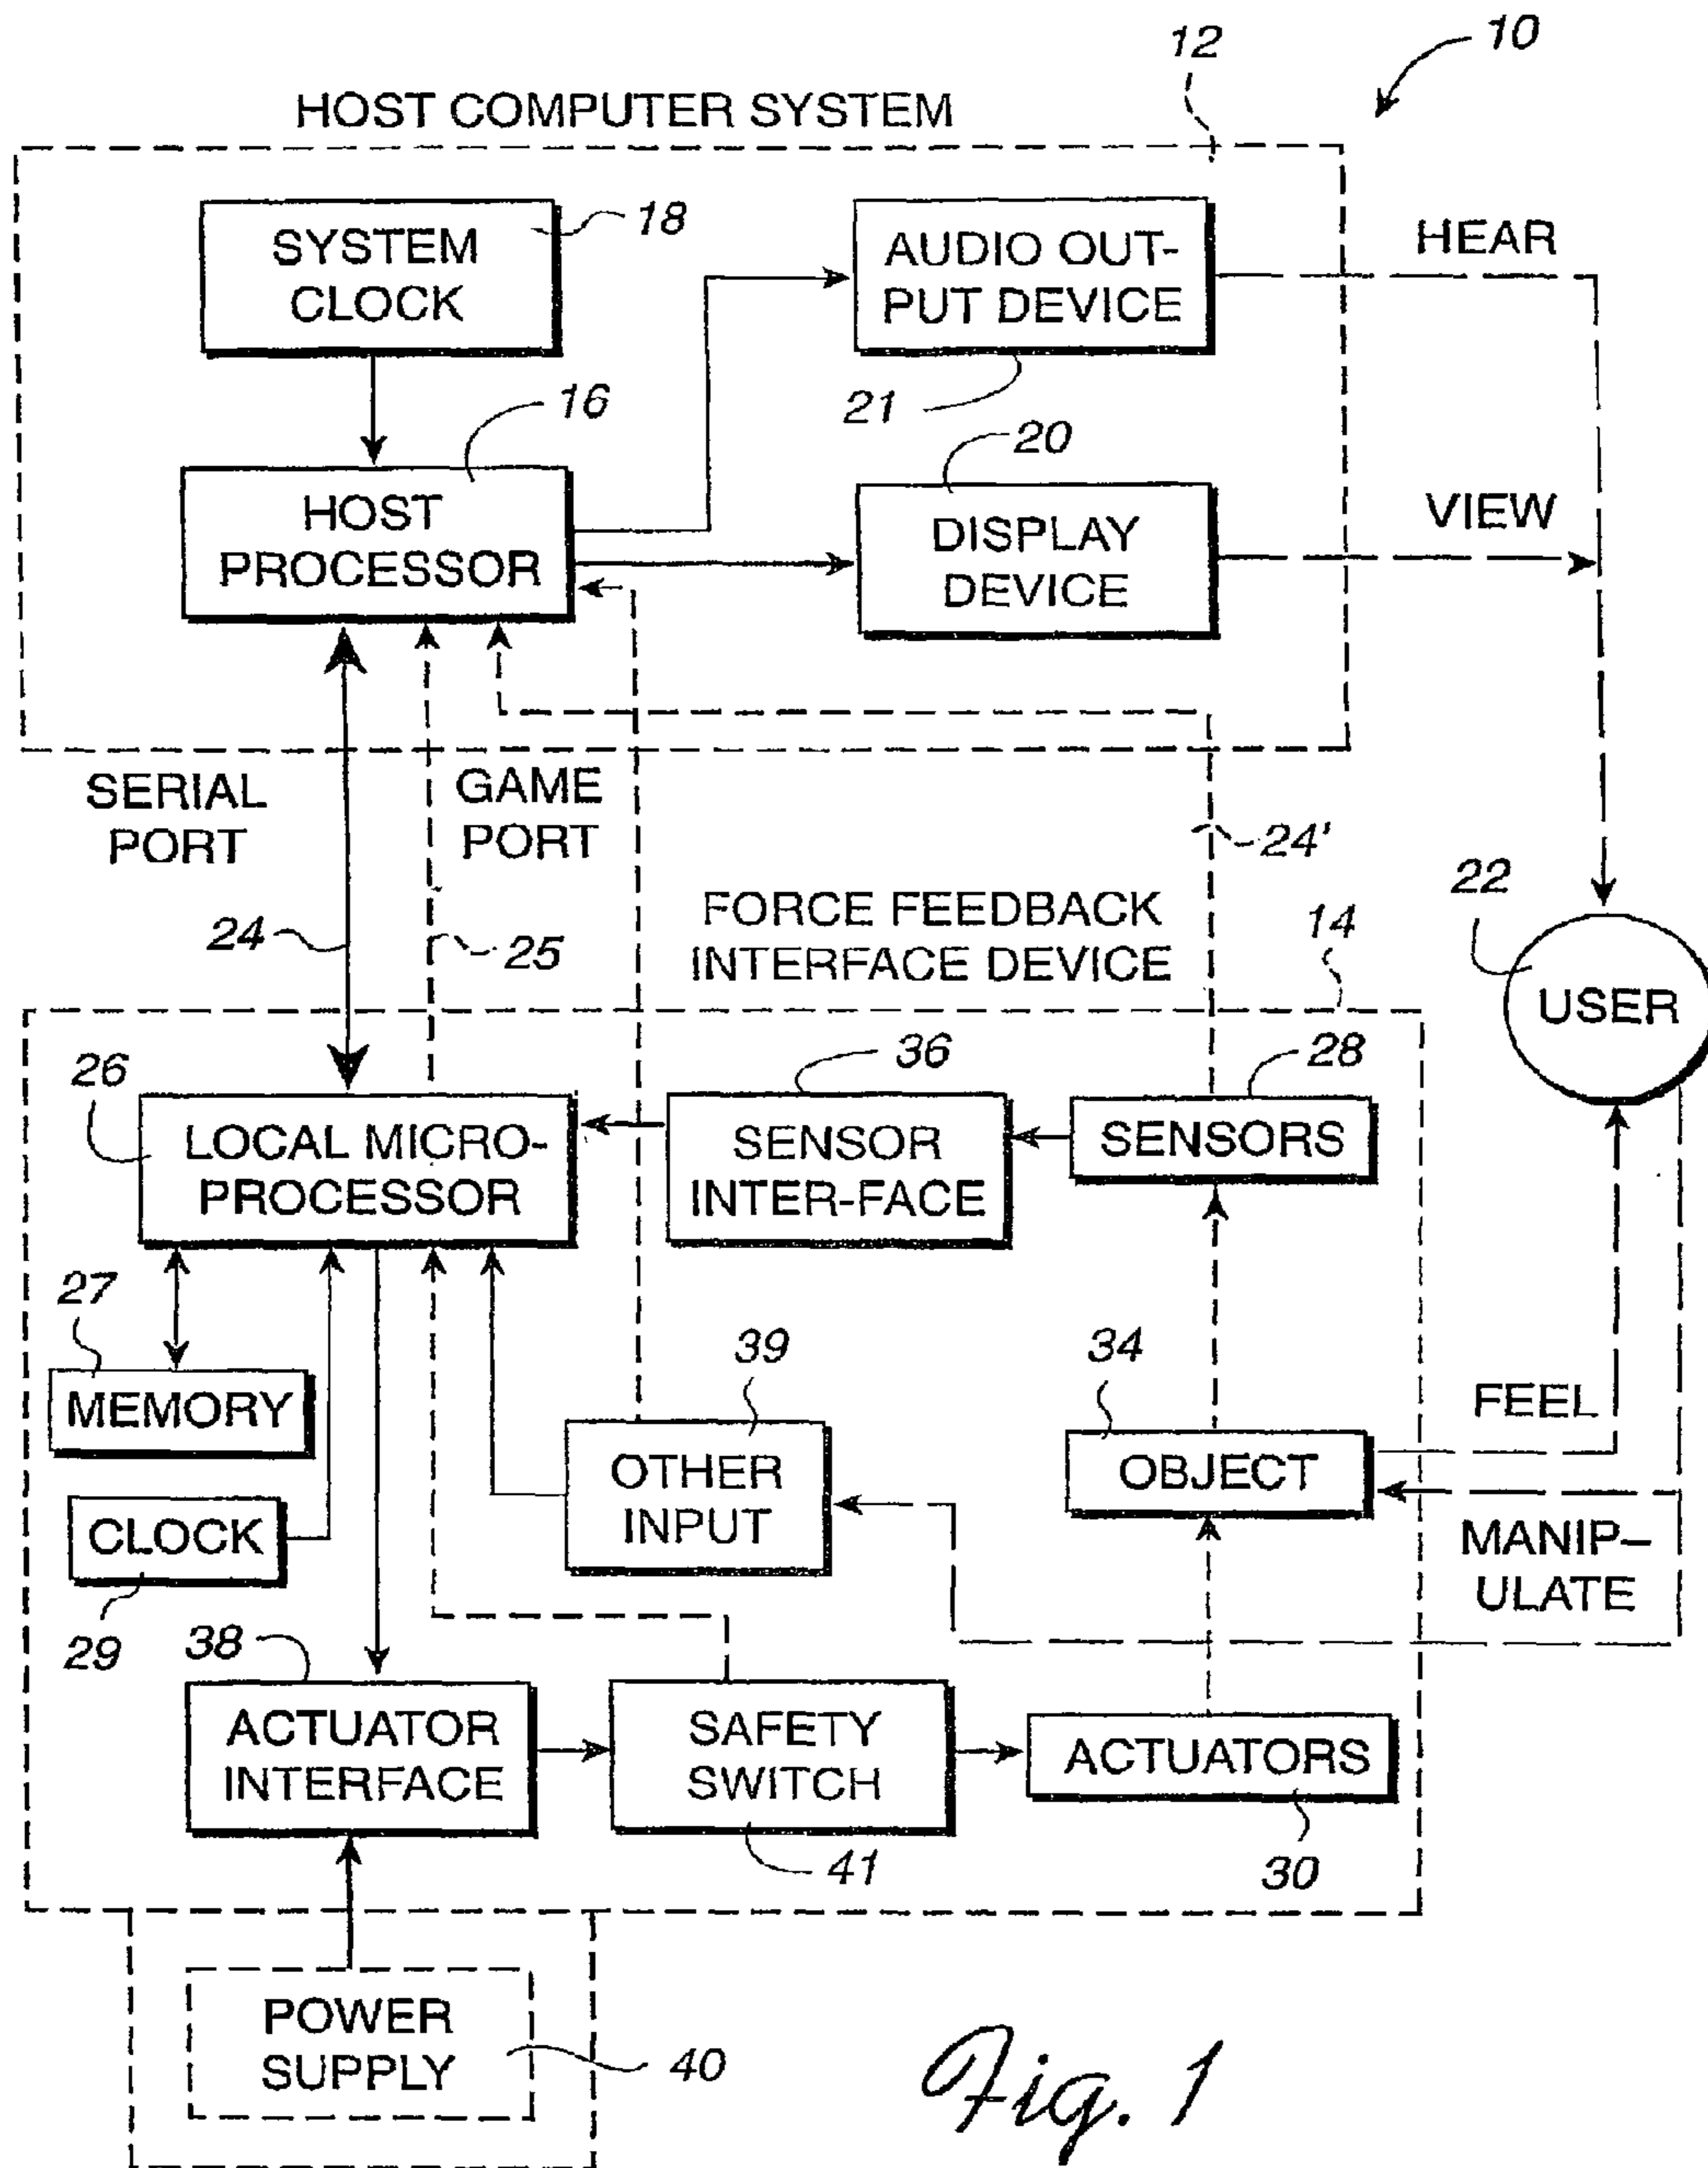 10
12
HOST COMPUTER SYSTEM
SYSTEM
CLOCK
18
AUDIO OUT-
PUT DEVICE
21
HEAR
16
HOST
PROCESSOR
20
DISPLAY
DEVICE
VIEW
SERIAL
PORT
GAME
PORT
24
25
24'
FORCE FEEDBACK
INTERFACE DEVICE
14
22
USER
26
LOCAL MICRO-
PROCESSOR
36
SENSOR
INTER-FACE
28
SENSORS
27
MEMORY
CLOCK
29
39
OTHER
INPUT
34
OBJECT
FEEL
MANIP-
ULATE
38
ACTUATOR
INTERFACE
SAFETY
SWITCH
41
ACTUATORS
30
POWER
SUPPLY
40
Fig. 1